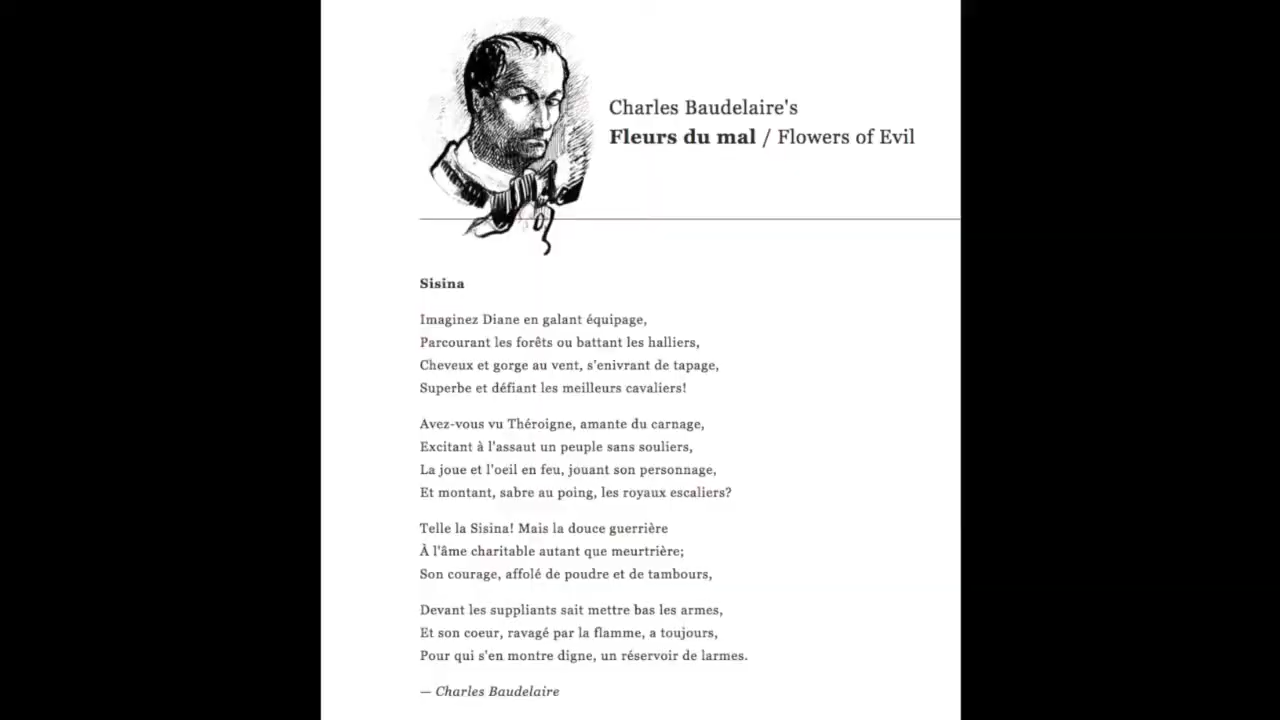 Charles Baudelaire's
Fleurs du mal / Flowers of Evil
Sisina
Imaginez Diane en galant équipage,
Parcourant les forêts ou battant les halliers,
Cheveux et gorge au vent, s'enivrant de tapage,
Superbe et défiant les meilleurs cavaliers!
Avez-vous vu Théroigne, amante du carnage,
Excitant à l'assaut un peuple sans souliers,
La joue et l'oeil en feu, jouant son personnage,
Et montant, sabre au poing, les royaux escaliers?
Telle la Sisina! Mais la douce guerrière
À l'âme charitable autant que meurtrière;
Son courage, affolé de poudre et de tambours,
Devant les suppliants sait mettre bas les armes,
Et son coeur, ravagé par la flamme, a toujours,
Pour qui s'en montre digne, un réservoir de larmes.
— Charles Baudelaire